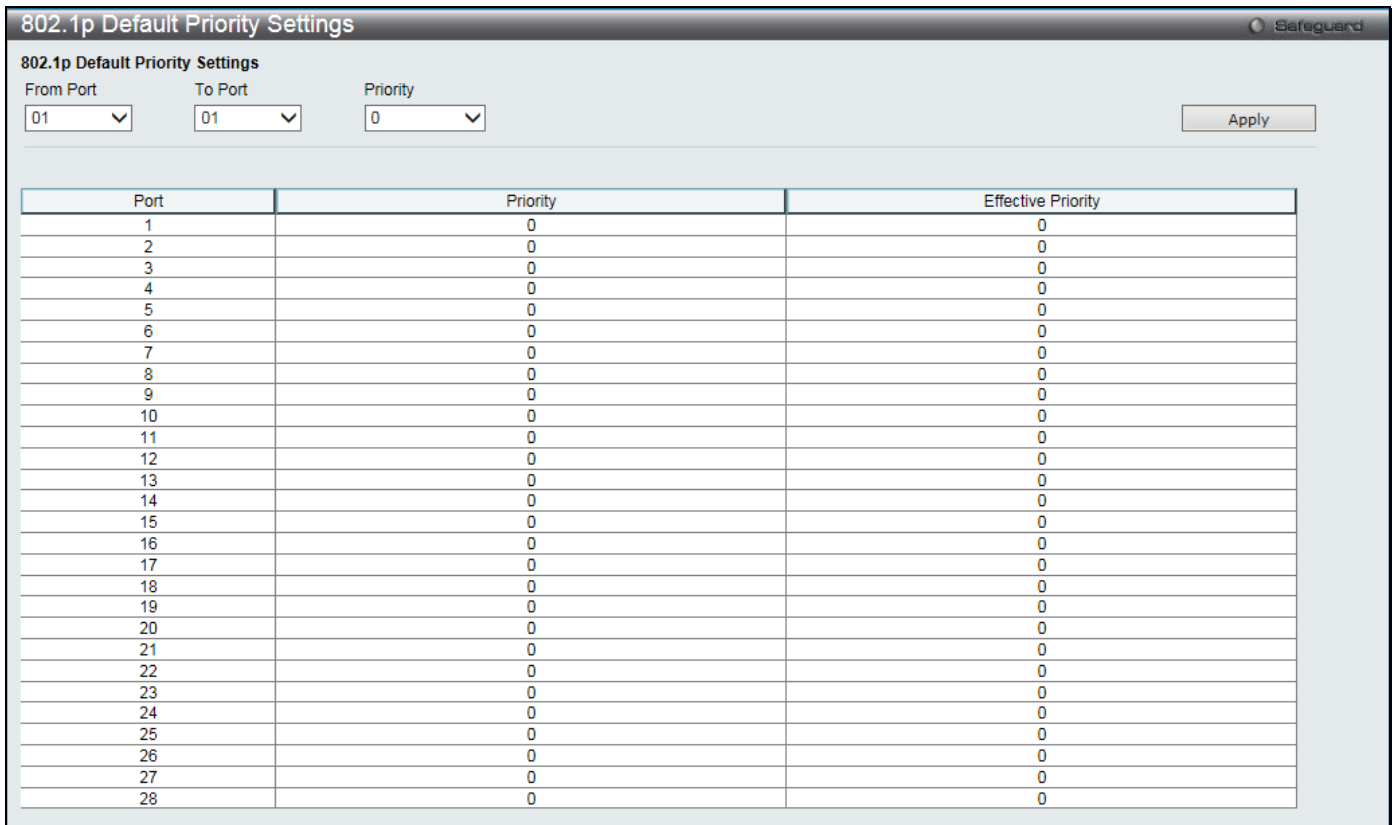 802.1p Default Priority Settings
Safeguard
802.1p Default Priority Settings
From Port To Port Priority
01 01 0 Apply
Port Priority Effective Priority
1 0 0
2 0 0
3 0 0
4 0 0
5 0 0
6 0 0
7 0 0
8 0 0
9 0 0
10 0 0
11 0 0
12 0 0
13 0 0
14 0 0
15 0 0
16 0 0
17 0 0
18 0 0
19 0 0
20 0 0
21 0 0
22 0 0
23 0 0
24 0 0
25 0 0
26 0 0
27 0 0
28 0 0